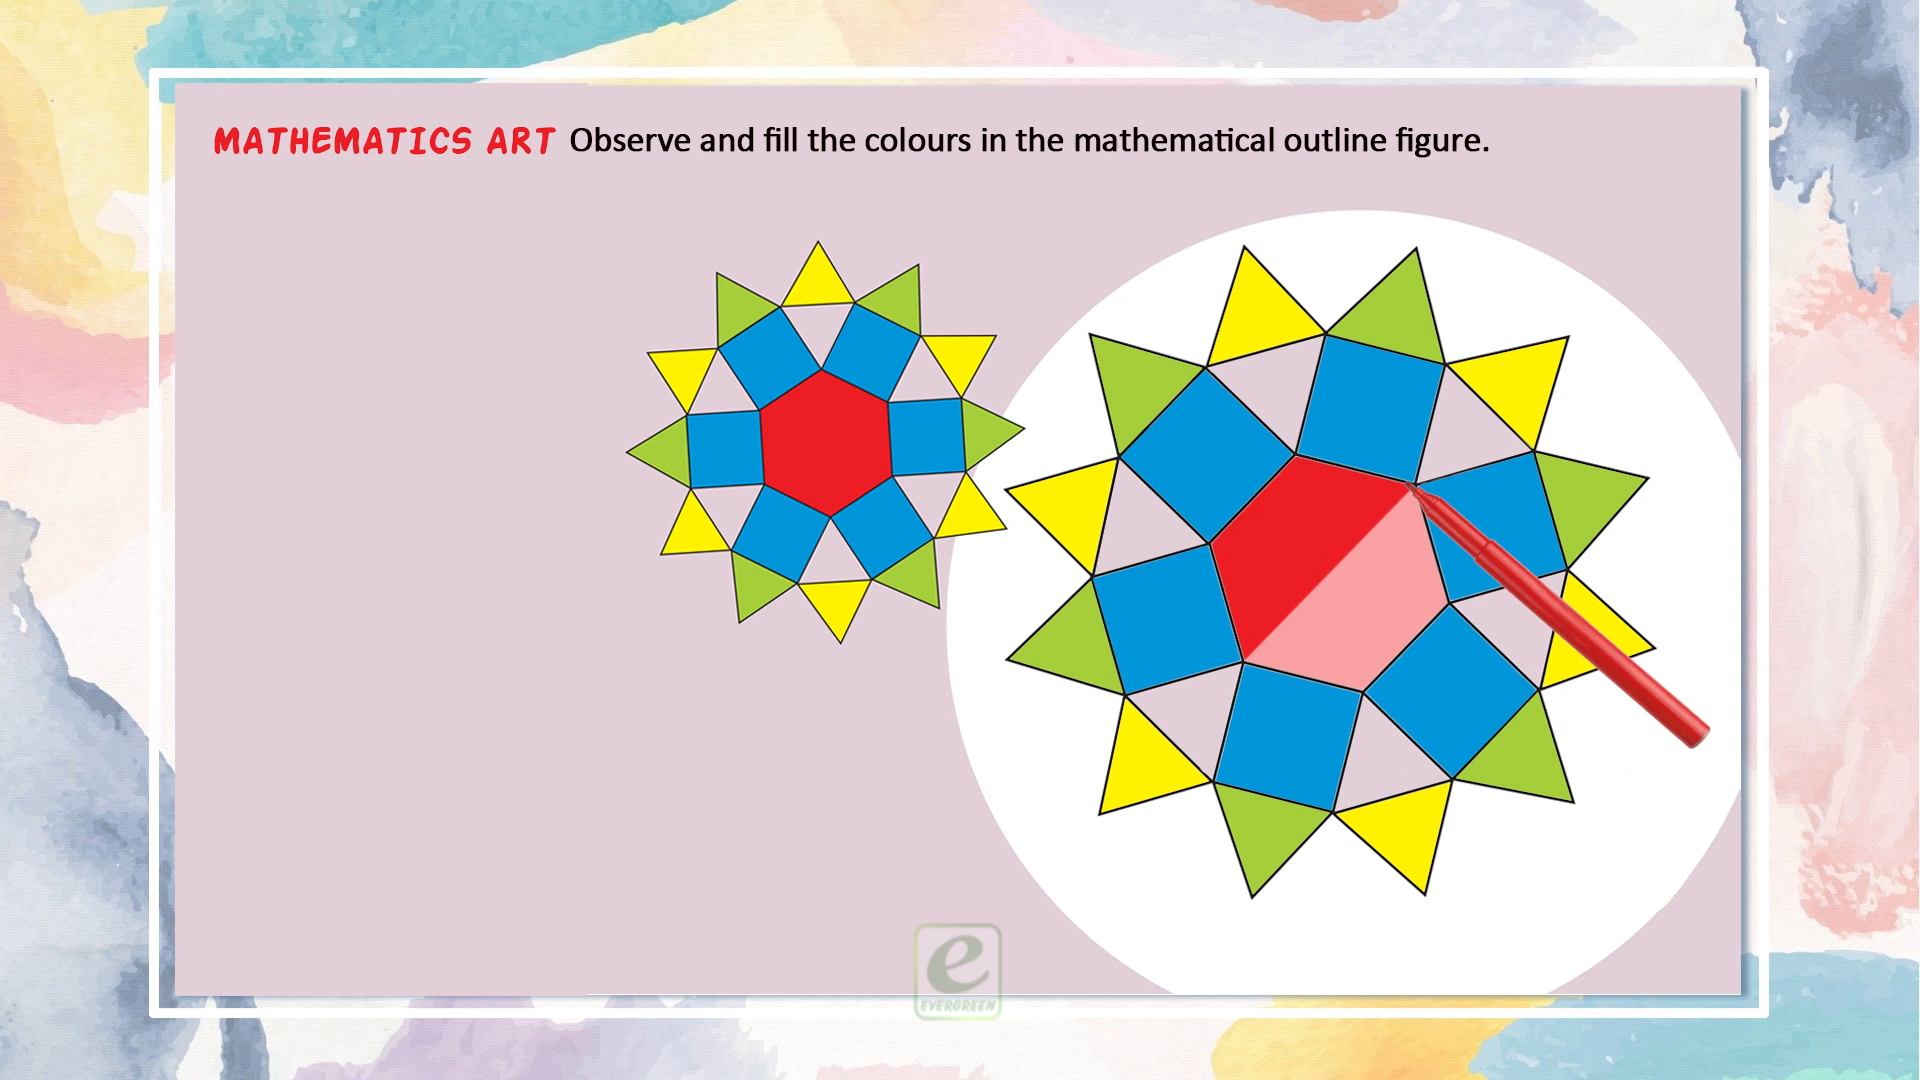 MATHEMATICS ART Observe and fill the colours in the mathematical outline figure.
e
EVERGREEN